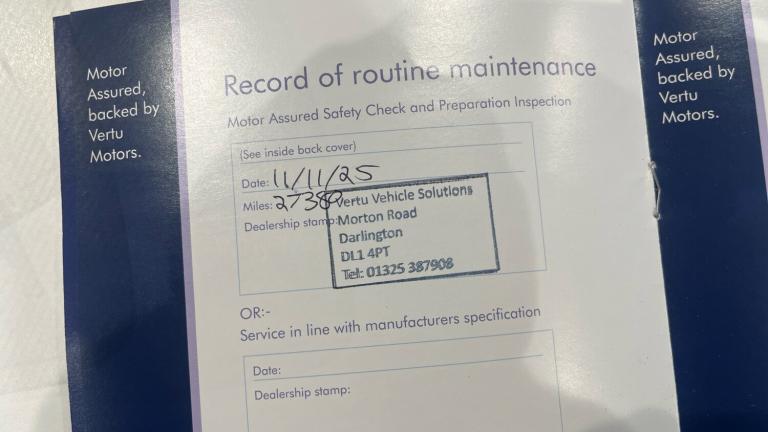 Motor
Assured,
backed by
Vertu
Motors.
Record of routine maintenance
Motor Assured Safety Check and Preparation Inspection
(See inside back cover)
Date: 11/11/25
Miles: 27389
Dealership stamp:
Vertu Vehicle Solutions
Morton Road
Darlington
DL1 4PT
Tel: 01325 387908
OR:-
Service in line with manufacturers specification
Date:
Dealership stamp:
Motor
Assured,
backed by
Vertu
Motors.